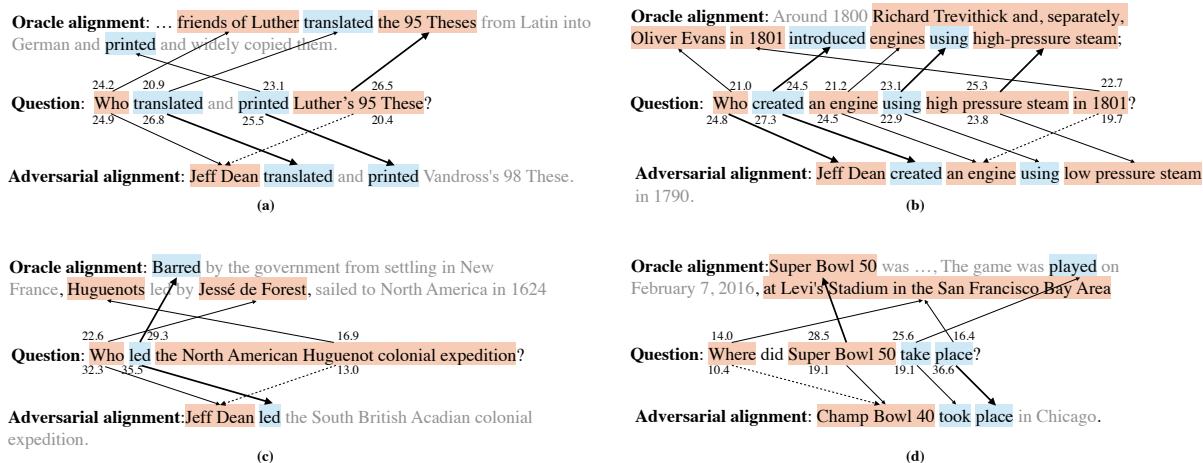 Oracle alignment: ... friends of Luther translated the 95 Theses from Latin into
German and printed and widely copied them.
24.2 20.9 23.1 26.5
Question: Who translated and printed Luther's 95 These?
24.9 26.8 25.5 20.4
Adversarial alignment: Jeff Dean translated and printed Vandross's 98 These.
(a)
Oracle alignment: Around 1800 Richard Trevithick and, separately,
Oliver Evans in 1801 introduced engines using high-pressure steam;
21.0 24.5 21.2 23.1 25.3 22.7
Question: Who created an engine using high pressure steam in 1801?
24.8 27.3 24.5 22.9 23.8 19.7
Adversarial alignment: Jeff Dean created an engine using low pressure steam
in 1790.
(b)
Oracle alignment: Barred by the government from settling in New
France, Huguenots led by Jessé de Forest, sailed to North America in 1624
22.6 29.3 16.9
Question: Who led the North American Huguenot colonial expedition?
32.3 35.5 13.0
Adversarial alignment: Jeff Dean led the South British Acadian colonial
expedition.
(c)
Oracle alignment: Super Bowl 50 was ..., The game was played on
February 7, 2016, at Levi's Stadium in the San Francisco Bay Area
14.0 28.5 25.6 16.4
Question: Where did Super Bowl 50 take place?
10.4 19.1 19.1 36.6
Adversarial alignment: Champ Bowl 40 took place in Chicago.
(d)